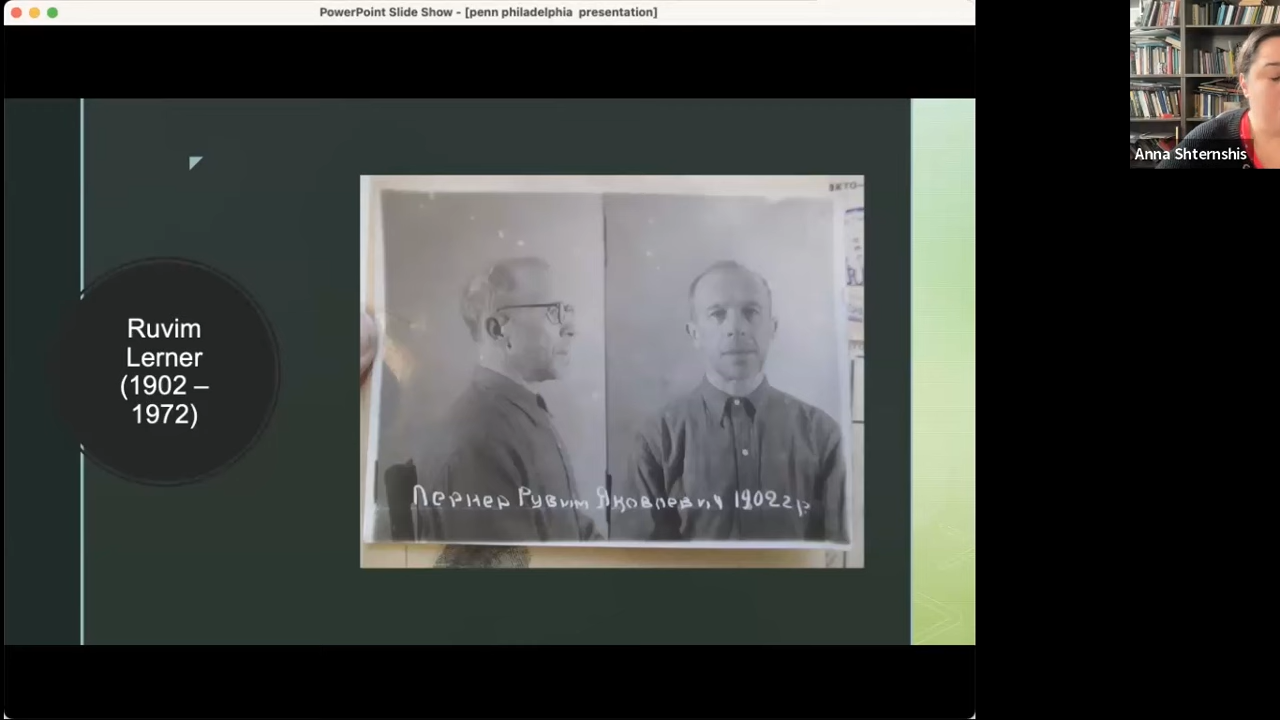 PowerPoint Slide Show - [penn philadelphia presentation]
Anna Shternshis
Ruvim
Lerner
(1902 –
1972)
Лернер Рувим Яковлевич 1902 г р.